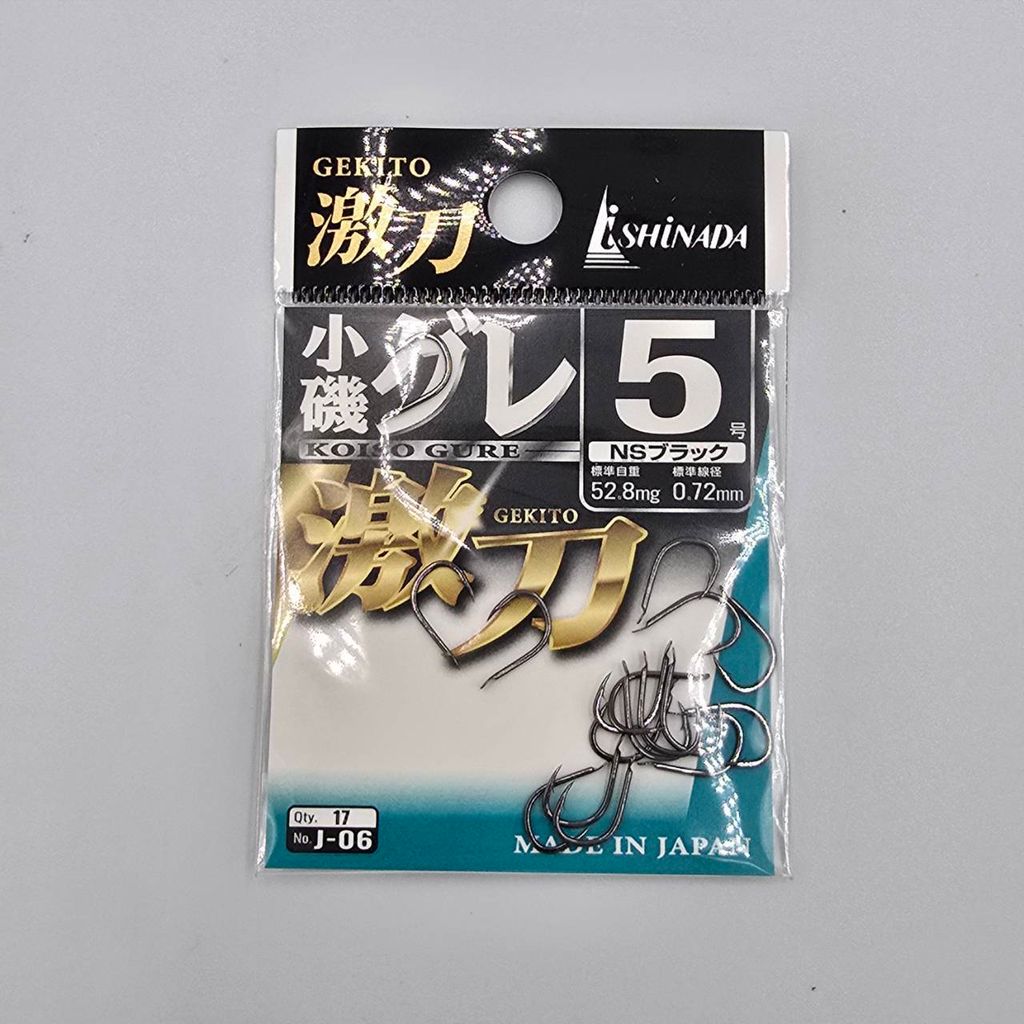 GEKITO
激刀
iSHiNADA
小磯グレ
KOISO GURE
5号
NSブラック
標準自重 標準線径
52.8mg 0.72mm
激刀
GEKITO
Qty. 17
No. J-06
MADE IN JAPAN